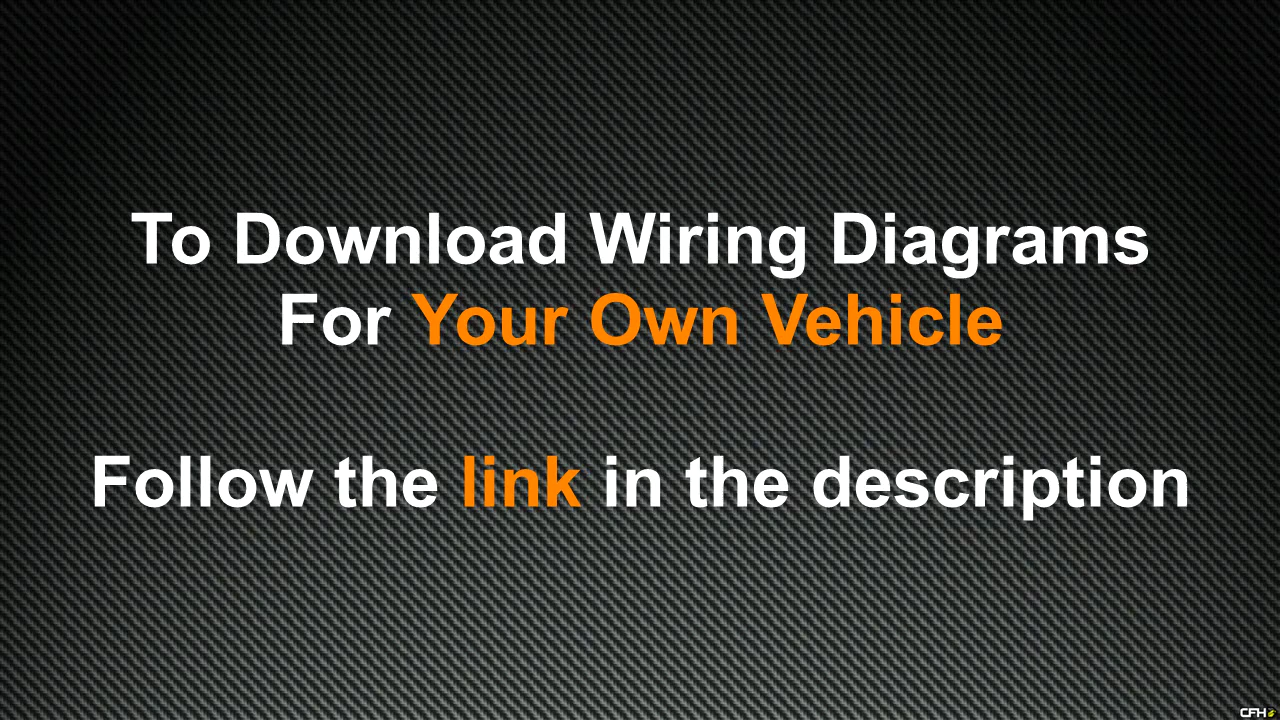 To Download Wiring Diagrams
For Your Own Vehicle
Follow the link in the description
CFH